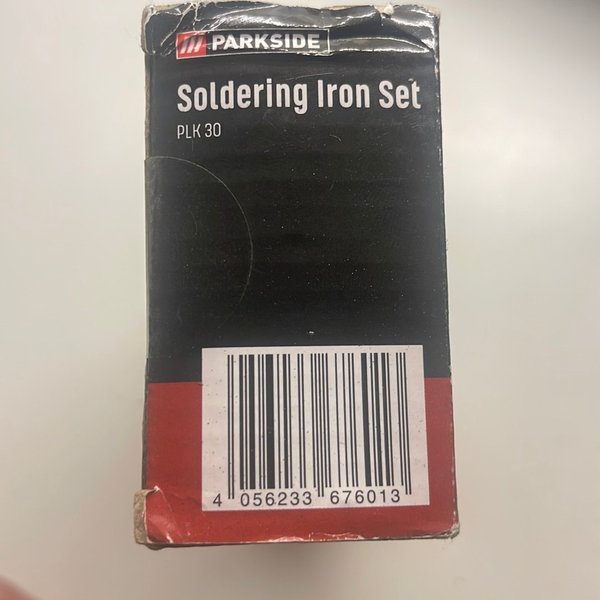 PARKSIDE
Soldering Iron Set
PLK 30
4 056233 676013